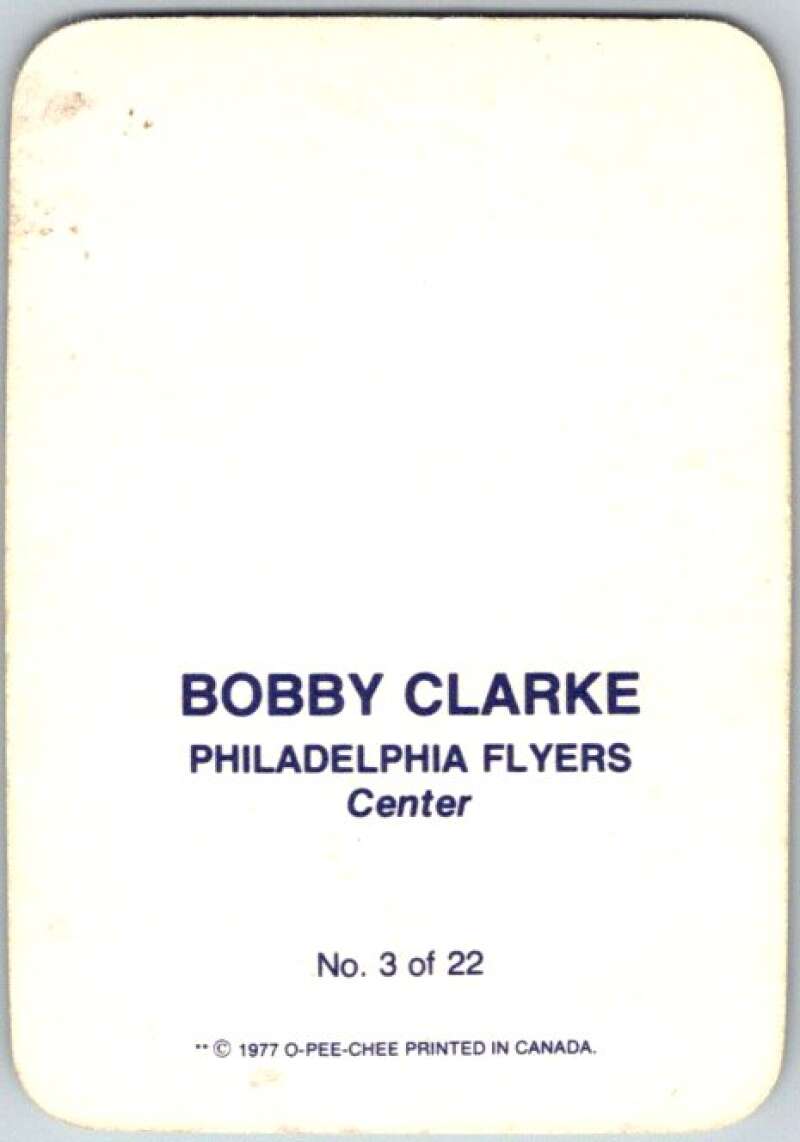 BOBBY CLARKE
PHILADELPHIA FLYERS
Center
No. 3 of 22
** © 1977 O-PEE-CHEE PRINTED IN CANADA.